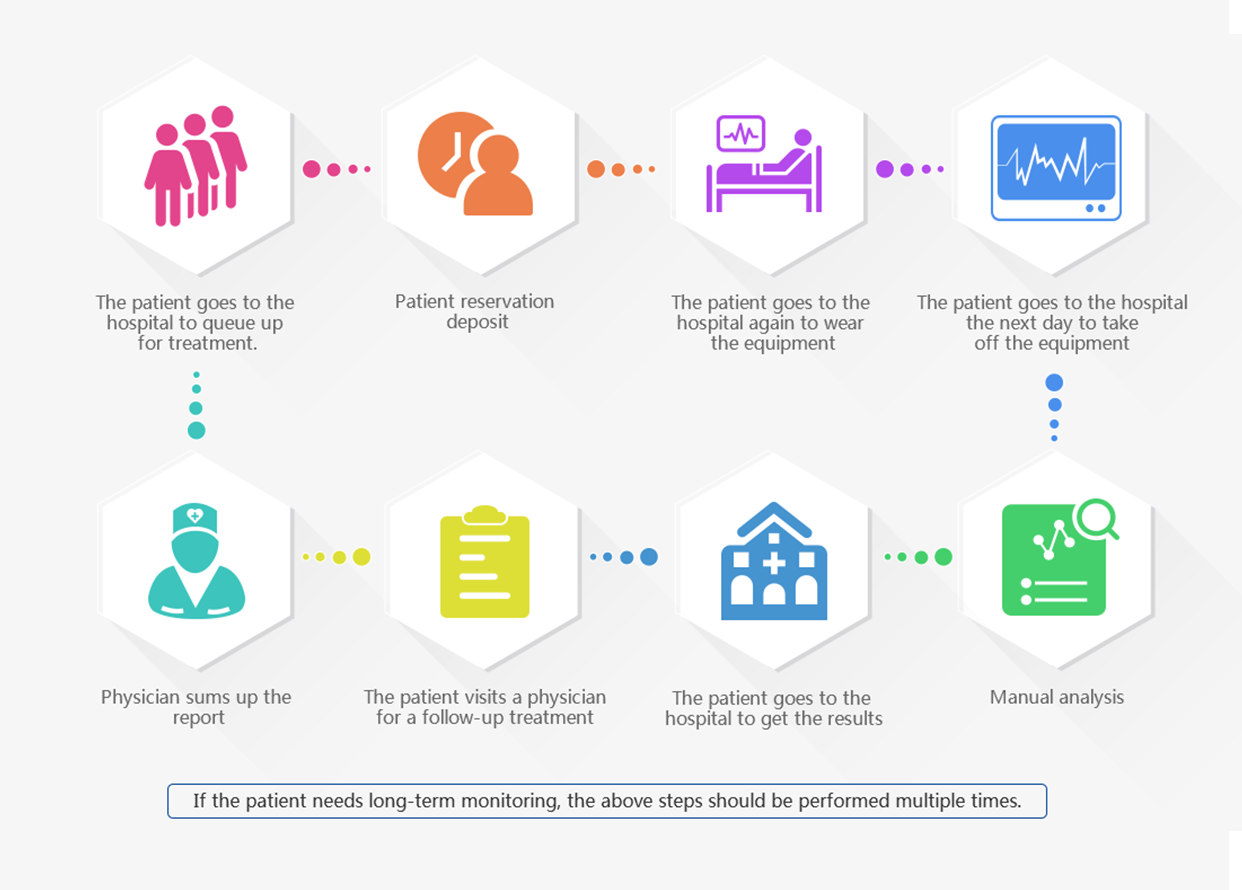 The patient goes to the
hospital to queue up
for treatment.
Patient reservation
deposit
The patient goes to the
hospital again to wear
the equipment
The patient goes to the hospital
the next day to take
off the equipment
Physician sums up the
report
The patient visits a physician
for a follow-up treatment
The patient goes to the
hospital to get the results
Manual analysis
If the patient needs long-term monitoring, the above steps should be performed multiple times.